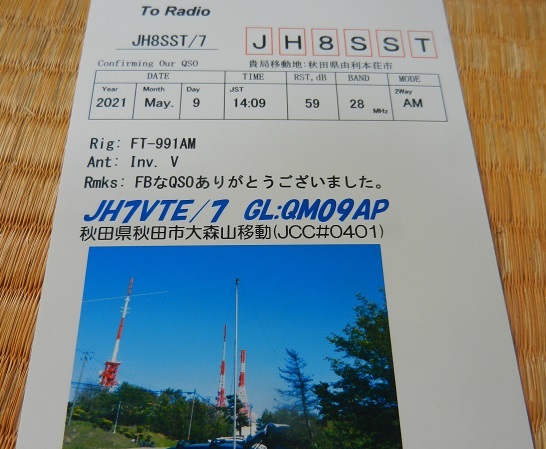 To Radio
JH8SST/7 JH8SST
Confirming Our QSO 貴局移動地:秋田県由利本荘市
DATE TIME RST,dB BAND MODE
Year Month Day JST 2Way
2021 May. 9 14:09 59 28 MHz AM
Rig: FT-991AM
Ant: Inv. V
Rmks: FBなQSOありがとうございました。
JH7VTE/7 GL:QM09AP
秋田県秋田市大森山移動(JCC#0401)